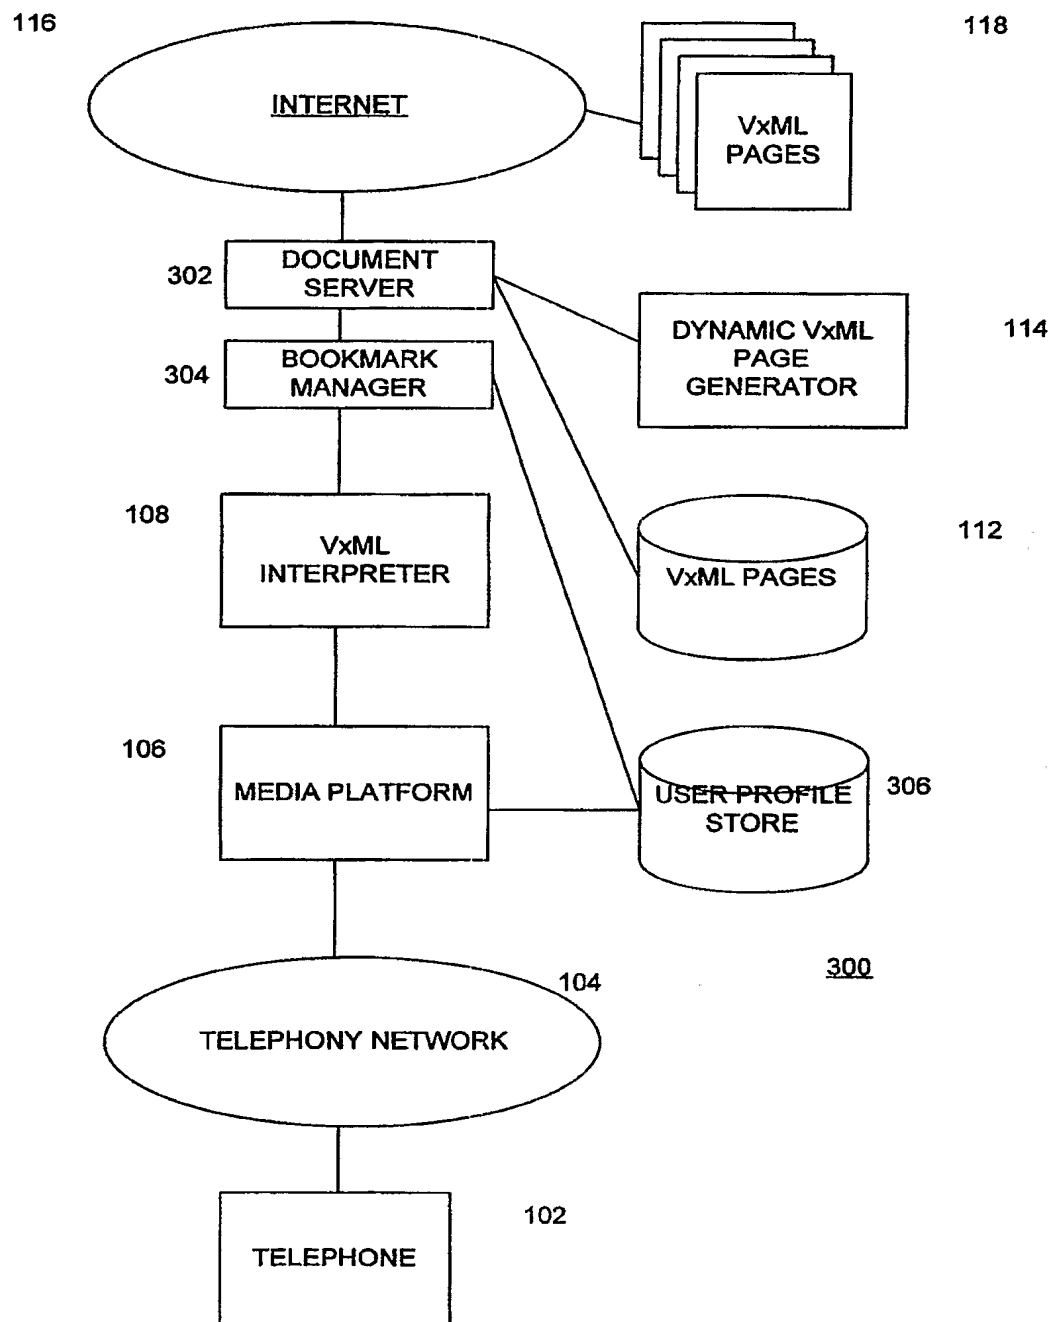 116
118
INTERNET
VxML
PAGES
302
DOCUMENT
SERVER
114
DYNAMIC VxML
PAGE
GENERATOR
304
BOOKMARK
MANAGER
108
VxML
INTERPRETER
112
VxML PAGES
106
MEDIA PLATFORM
306
USER PROFILE
STORE
300
104
TELEPHONY NETWORK
102
TELEPHONE